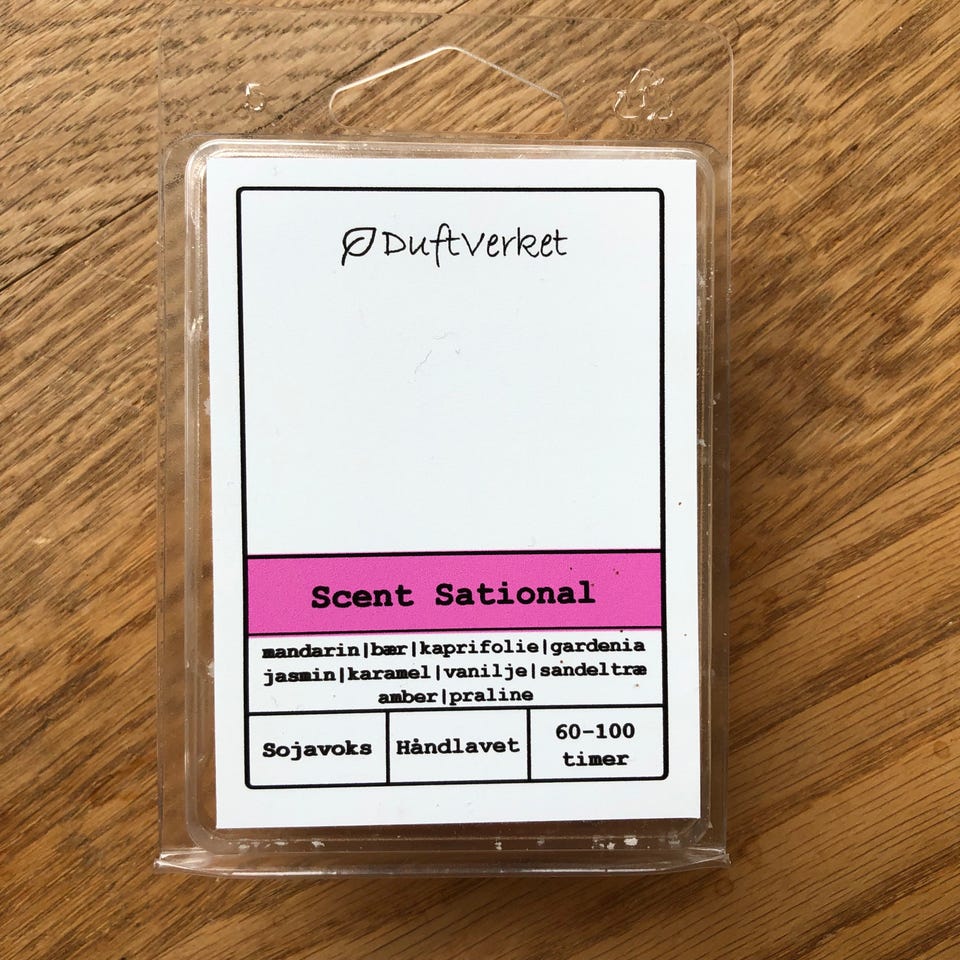 DuftVerket
Scent Sational
mandarin|bær|kaprifolie|gardenia
jasmin|karamel|vanilje|sandeltræ
amber|praline
Sojavoks
Håndlavet
60-100
timer